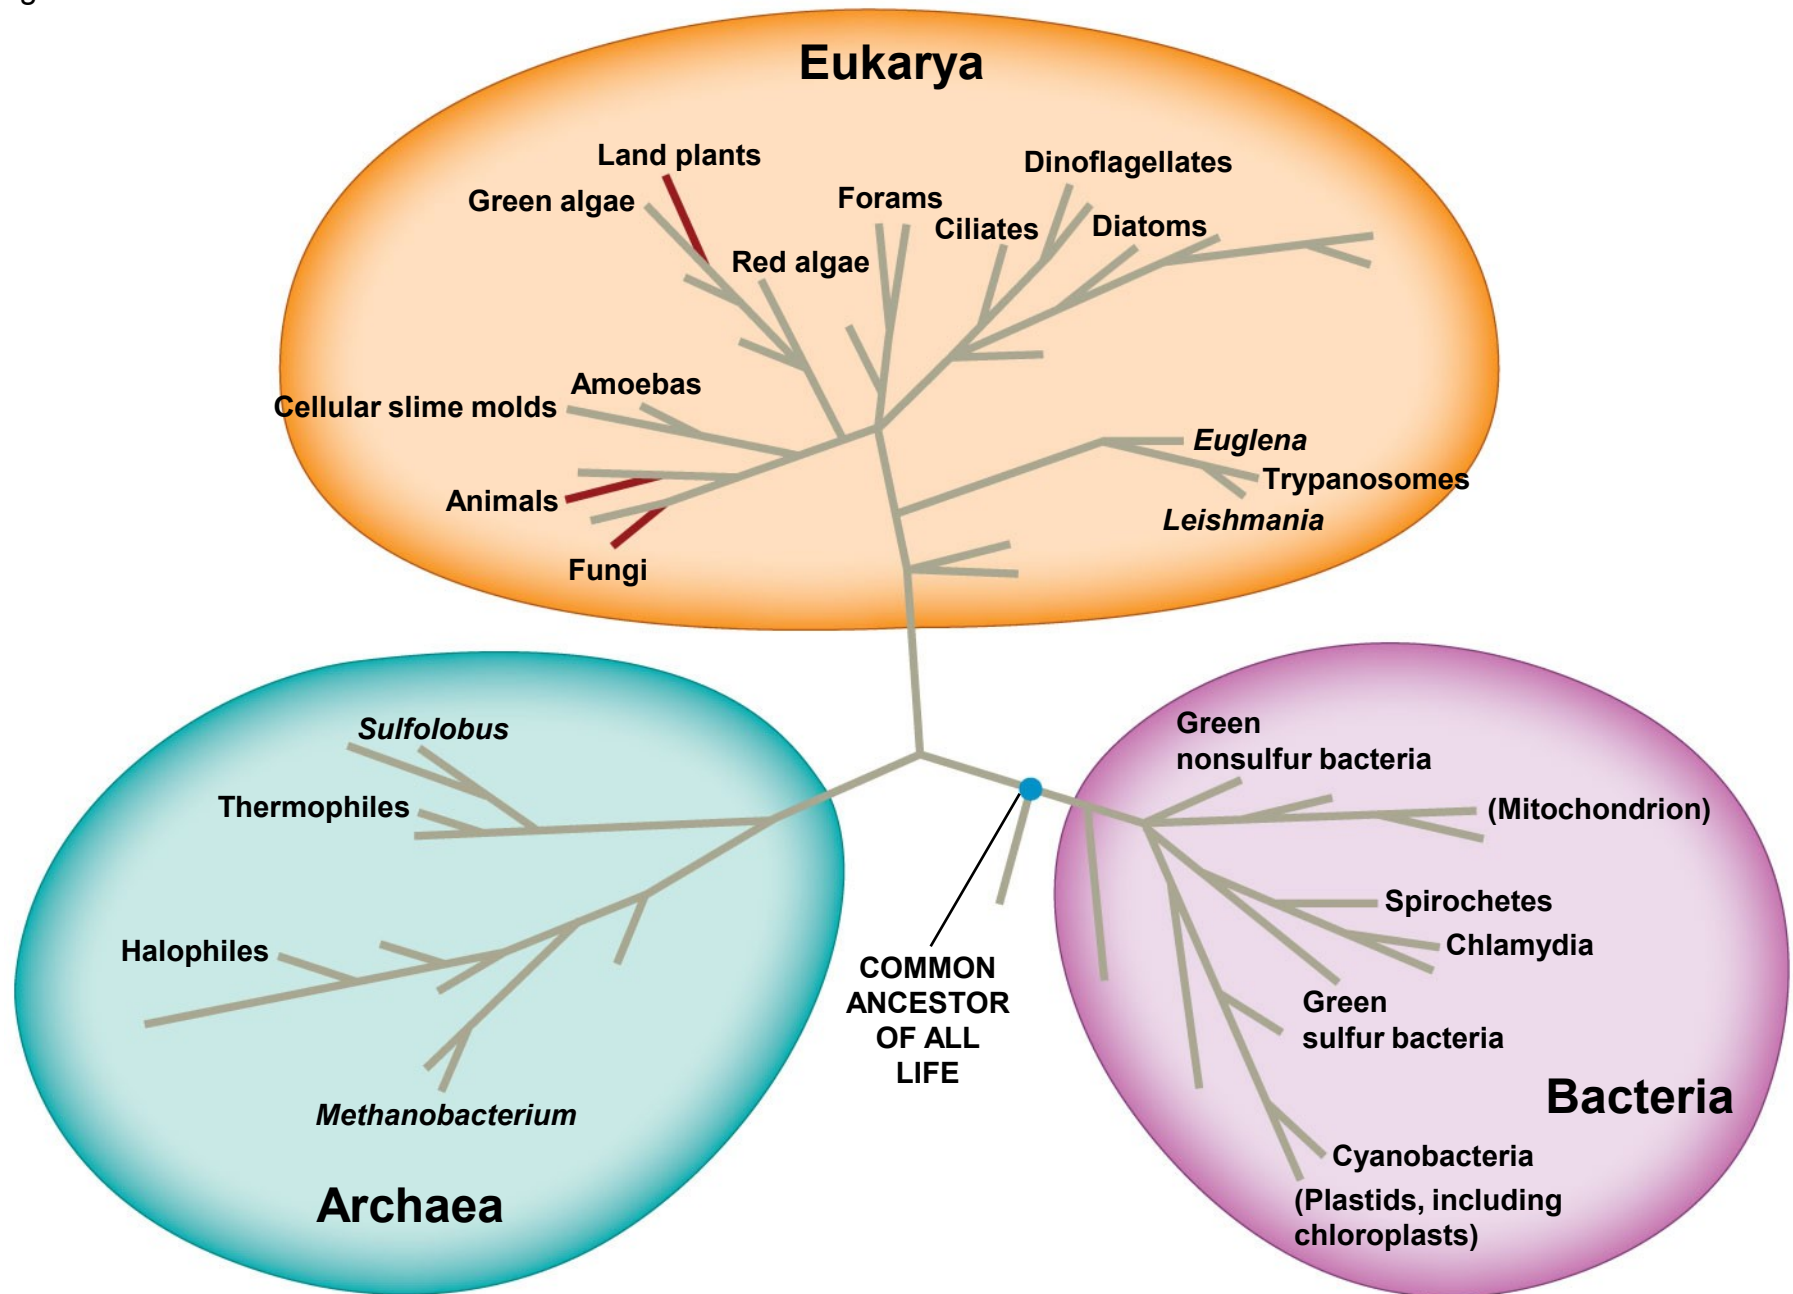 Eukarya
Land plants
Dinoflagellates
Green algae
Forams
Ciliates
Diatoms
Red algae
Amoebas
Cellular slime molds
Euglena
Animals
Trypanosomes
Leishmania
Fungi
Sulfolobus
Green
nonsulfur bacteria
Thermophiles
(Mitochondrion)
Halophiles
Spirochetes
Chlamydia
COMMON
ANCESTOR
OF ALL
LIFE
Green
sulfur bacteria
Methanobacterium
Bacteria
Cyanobacteria
(Plastids, including
chloroplasts)
Archaea